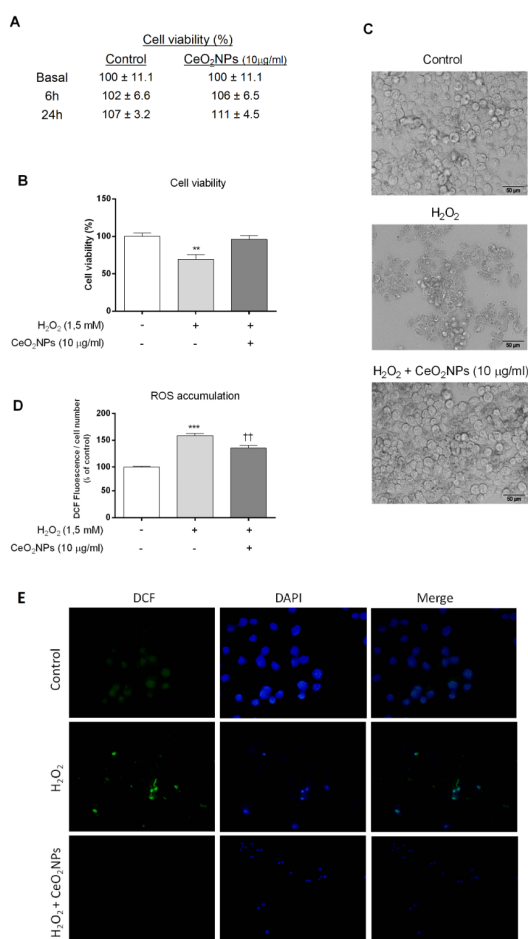 A
Cell viability (%)
Control CeO₂NPs (10μg/ml)
Basal 100 ± 11.1 100 ± 11.1
6h 102 ± 6.6 106 ± 6.5
24h 107 ± 3.2 111 ± 4.5
B
Cell viability
Cell viability (%)
150
100
50
0
**
H₂O₂ (1,5 mM) - + +
CeO₂NPs (10 μg/ml) - - +
C
Control
50 μm
H₂O₂
50 μm
H₂O₂ + CeO₂NPs (10 μg/ml)
50 μm
D
ROS accumulation
DCF Fluoescence / cell number
(% of control)
200
150
100
50
0
***
††
H₂O₂ (1,5 mM) - + +
CeO₂NPs (10 μg/ml) - - +
E
DCF DAPI Merge
Control
H₂O₂
H₂O₂ + CeO₂NPs